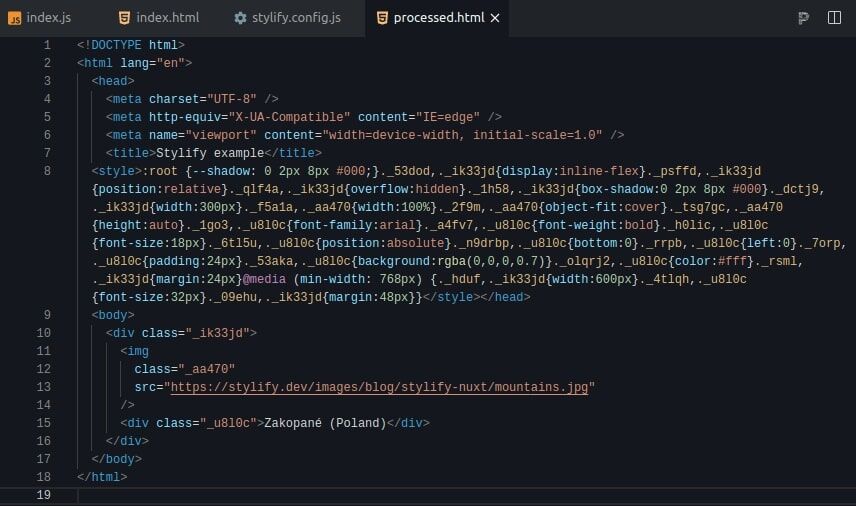 index.js index.html stylify.config.js processed.html
1 <!DOCTYPE html>
2 <html lang="en">
3 <head>
4 <meta charset="UTF-8" />
5 <meta http-equiv="X-UA-Compatible" content="IE=edge" />
6 <meta name="viewport" content="width=device-width, initial-scale=1.0" />
7 <title>Stylify example</title>
8 <style>:root {--shadow: 0 2px 8px #000;}._53dod,._ik33jd{display:inline-flex}._psffd,._ik33jd
{position:relative}._qlf4a,._ik33jd{overflow:hidden}._1h58,._ik33jd{box-shadow:0 2px 8px #000}._dctj9,
._ik33jd{width:300px}._f5a1a,._aa470{width:100%}._2f9m,._aa470{object-fit:cover}._tsg7gc,._aa470
{height:auto}._1go3,._u8l0c{font-family:arial}._a4fv7,._u8l0c{font-weight:bold}._h0lic,._u8l0c
{font-size:18px}._6tl5u,._u8l0c{position:absolute}._n9drbp,._u8l0c{bottom:0}._rrpb,._u8l0c{left:0}._7orp,
._u8l0c{padding:24px}._53aka,._u8l0c{background:rgba(0,0,0,0.7)}._olqrj2,._u8l0c{color:#fff}._rsml,
._ik33jd{margin:24px}@media (min-width: 768px) {._hduf,._ik33jd{width:600px}._4tlqh,._u8l0c
{font-size:32px}._09ehu,._ik33jd{margin:48px}}</style></head>
9 <body>
10 <div class="_ik33jd">
11 <img
12 class="_aa470"
13 src="https://stylify.dev/images/blog/stylify-nuxt/mountains.jpg"
14 />
15 <div class="_u8l0c">Zakopané (Poland)</div>
16 </div>
17 </body>
18 </html>
19